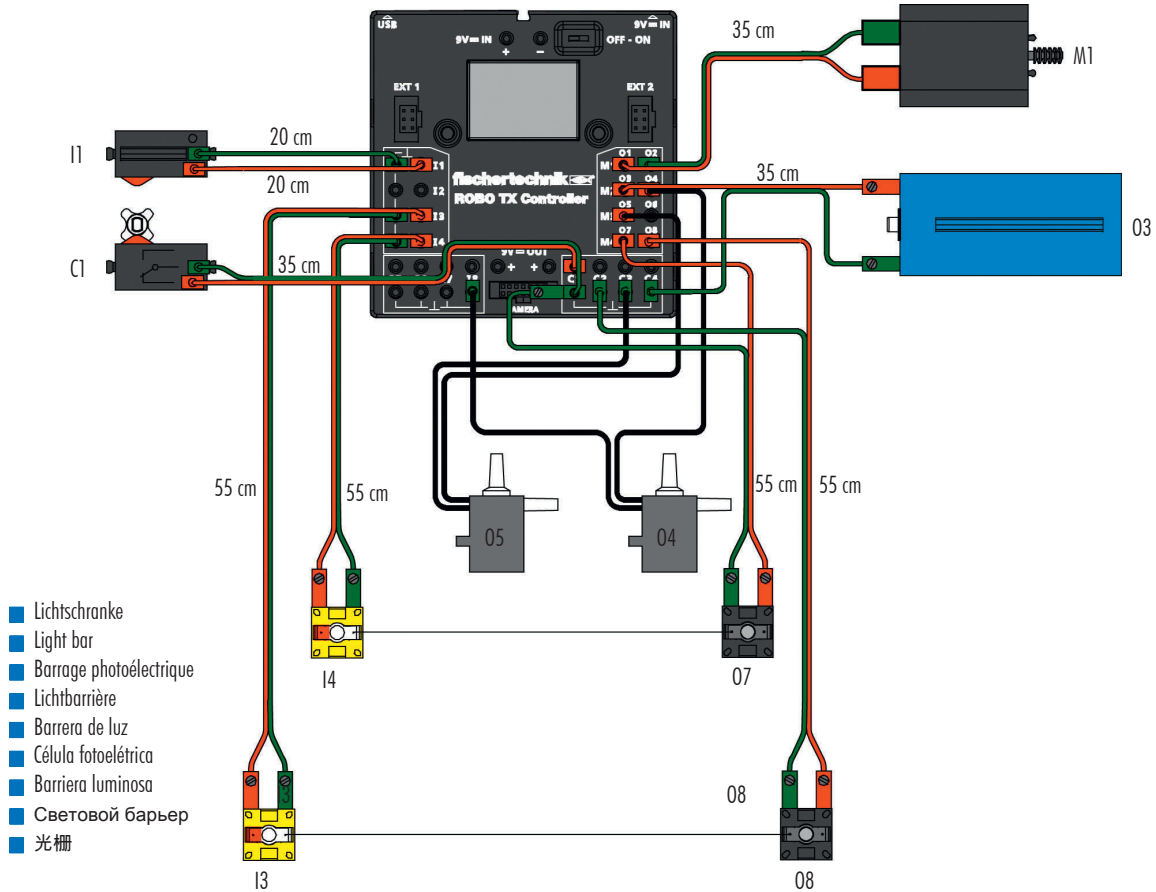 USB
9V IN
9V IN
+
−
OFF - ON
35 cm
M1
EXT 1
EXT 2
I1
20 cm
I1
O1 O2
M1
fischertechnik
ROBO TX Controller
I2
O3 O4
M2
35 cm
20 cm
I3
O5 O6
M3
O3
I4
O7 O8
M4
C1
35 cm
9V OUT
+ +
C2 C3 C4
55 cm
55 cm
55 cm
55 cm
O5
O4
Lichtschranke
Light bar
Barrage photoélectrique
Lichtbarrière
Barrera de luz
Célula fotoelétrica
Barriera luminosa
Световой барьер
光栅
I4
O7
3
O8
I3
O8